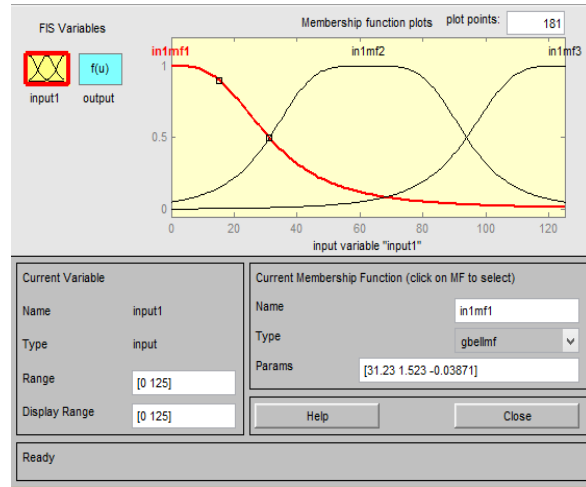 FIS Variables
Membership function plots
plot points:
181
f(u)
input1
output
in1mf1
in1mf2
in1mf3
1
0.5
0
0
20
40
60
80
100
120
input variable "input1"
Current Variable
Name
input1
Type
input
Range
[0 125]
Display Range
[0 125]
Current Membership Function (click on MF to select)
Name
in1mf1
Type
gbellmf
Params
[31.23 1.523 -0.03871]
Help
Close
Ready